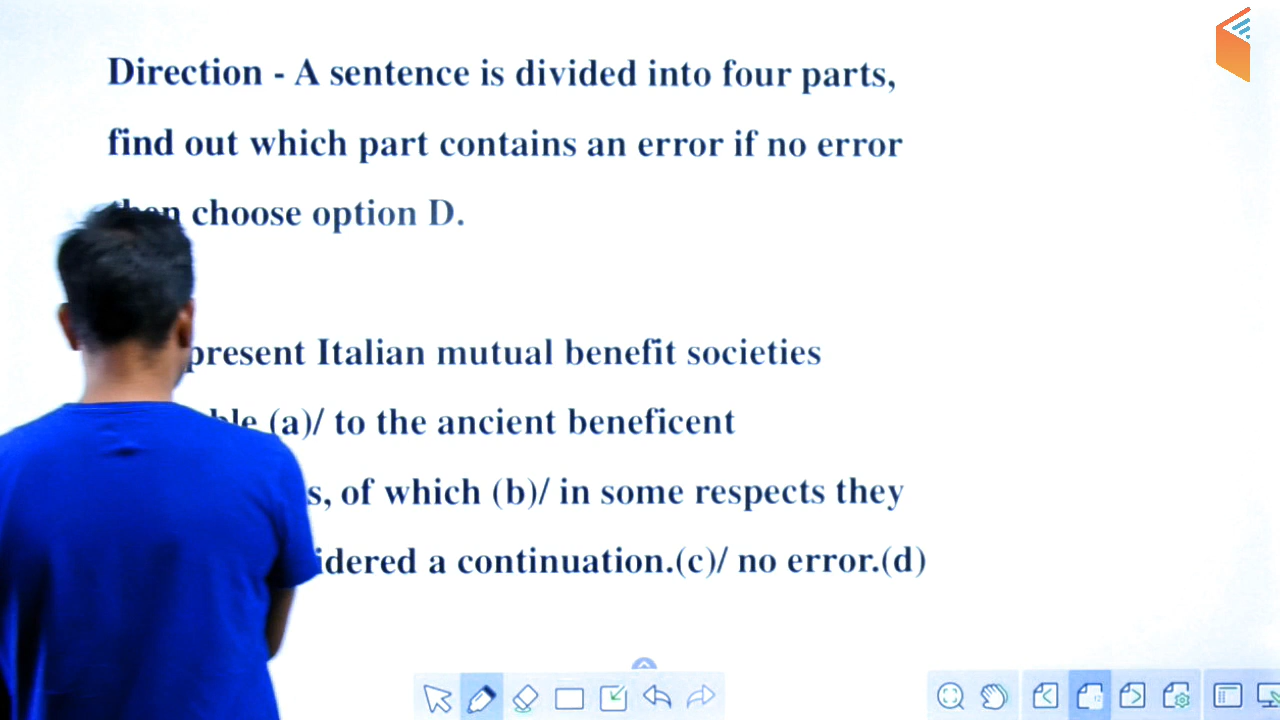 Direction - A sentence is divided into four parts,
find out which part contains an error if no error
then choose option D.
present Italian mutual benefit societies
(a)/ to the ancient beneficent
of which (b)/ in some respects they
a continuation.(c)/ no error.(d)